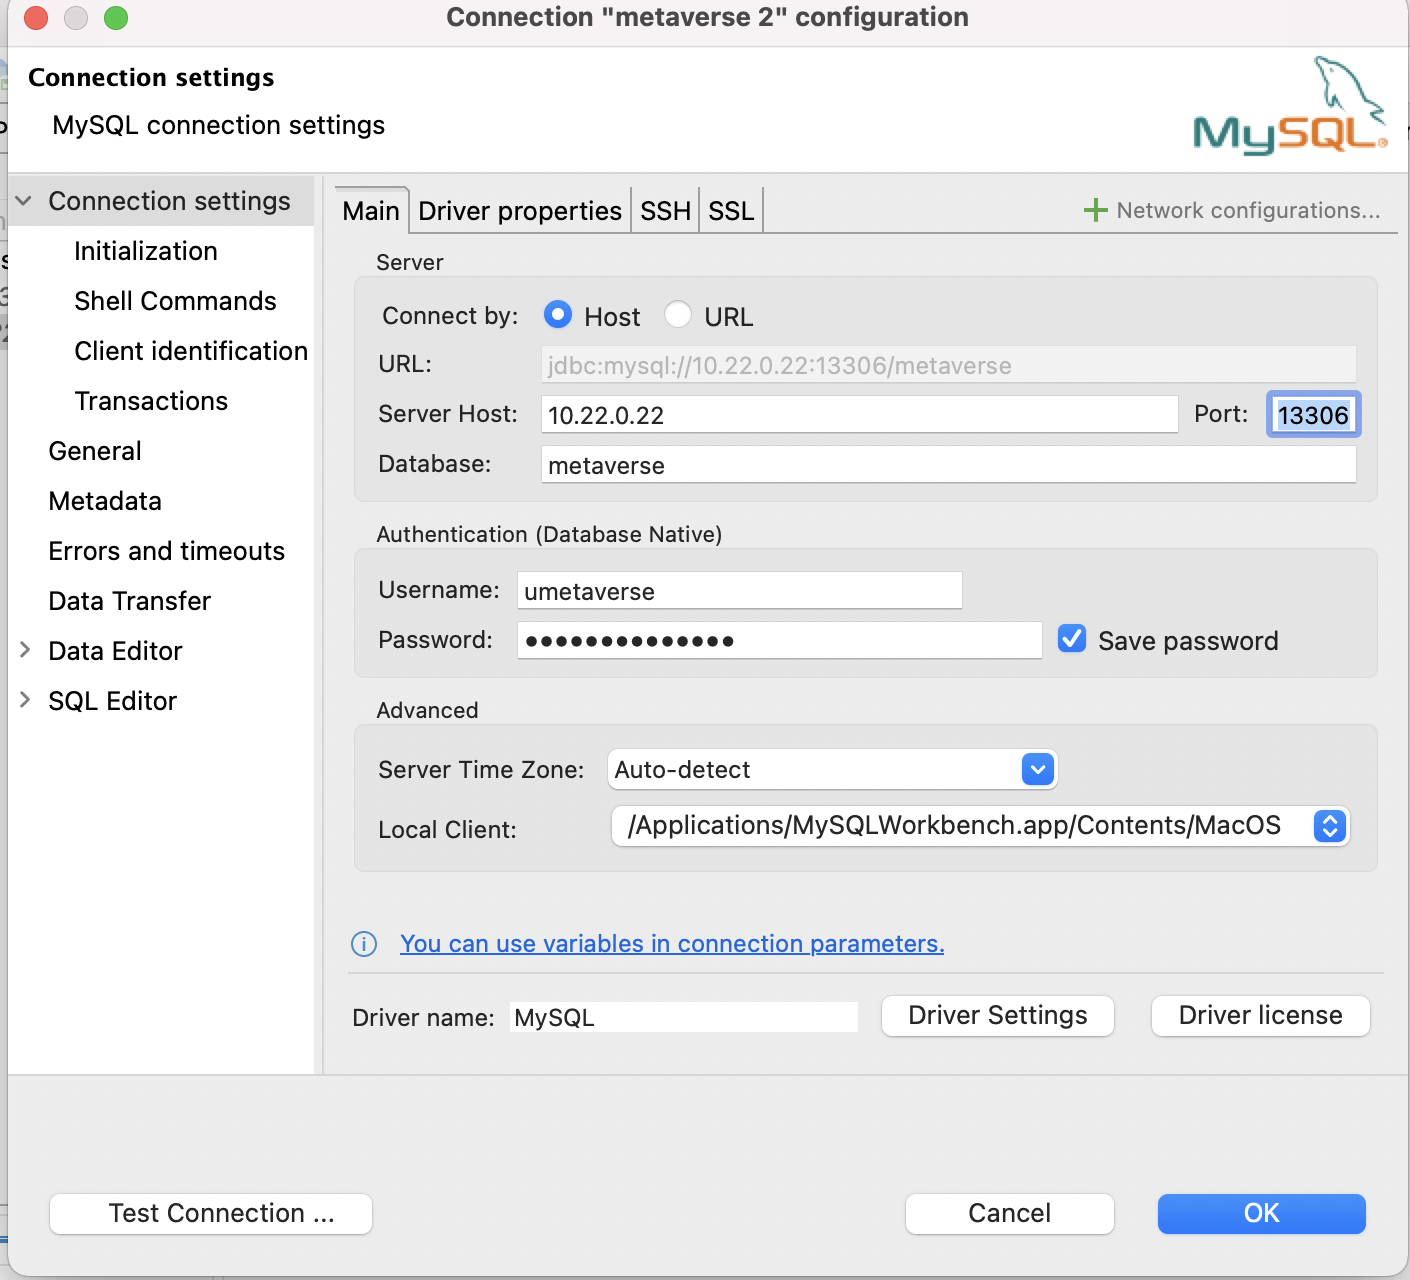 Connection "metaverse 2" configuration
Connection settings
MySQL connection settings
MySQL®
Connection settings
Initialization
Shell Commands
Client identification
Transactions
General
Metadata
Errors and timeouts
Data Transfer
Data Editor
SQL Editor
Main Driver properties SSH SSL Network configurations...
Server
Connect by: Host URL
URL: jdbc:mysql://10.22.0.22:13306/metaverse
Server Host: 10.22.0.22 Port: 13306
Database: metaverse
Authentication (Database Native)
Username: umetaverse
Password: ●●●●●●●●●●●●●● Save password
Advanced
Server Time Zone: Auto-detect
Local Client: /Applications/MySQLWorkbench.app/Contents/MacOS
You can use variables in connection parameters.
Driver name: MySQL Driver Settings Driver license
Test Connection ... Cancel OK